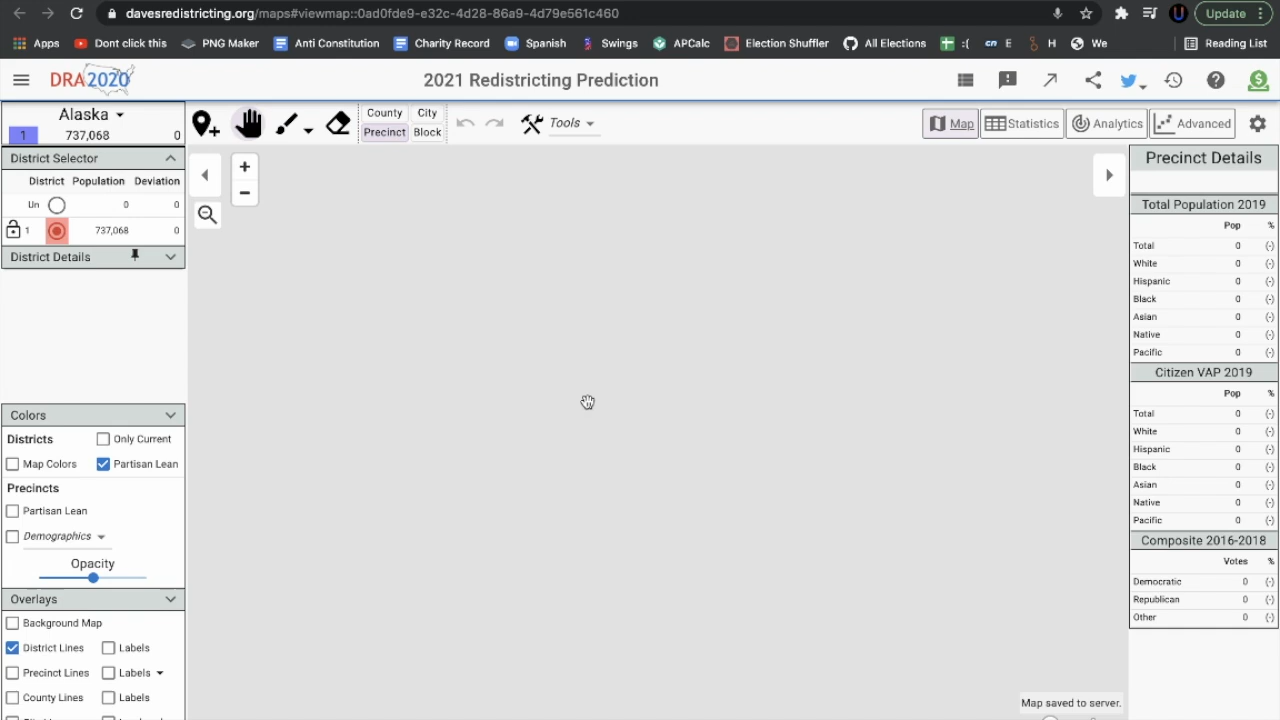 davesredistricting.org/maps#viewmap::0ad0fde9-e32c-4d28-86a9-4d79e561c460
Update
Apps
Dont click this
PNG Maker
Anti Constitution
Charity Record
Spanish
Swings
APCalc
Election Shuffler
All Elections
:(
E
H
We
Reading List
DRA2020
2021 Redistricting Prediction
Alaska
1 737,068 0
County
City
Precinct
Block
Tools
Map
Statistics
Analytics
Advanced
District Selector
District Population Deviation
Un 0 0
1 737,068 0
District Details
Colors
Districts
Only Current
Map Colors
Partisan Lean
Precincts
Partisan Lean
Demographics
Opacity
Overlays
Background Map
District Lines
Labels
Precinct Lines
Labels
County Lines
Labels
Map saved to server.
Precinct Details
Total Population 2019
Pop %
Total 0 (-)
White 0 (-)
Hispanic 0 (-)
Black 0 (-)
Asian 0 (-)
Native 0 (-)
Pacific 0 (-)
Citizen VAP 2019
Pop %
Total 0 (-)
White 0 (-)
Hispanic 0 (-)
Black 0 (-)
Asian 0 (-)
Native 0 (-)
Pacific 0 (-)
Composite 2016-2018
Votes %
Democratic 0 (-)
Republican 0 (-)
Other 0 (-)